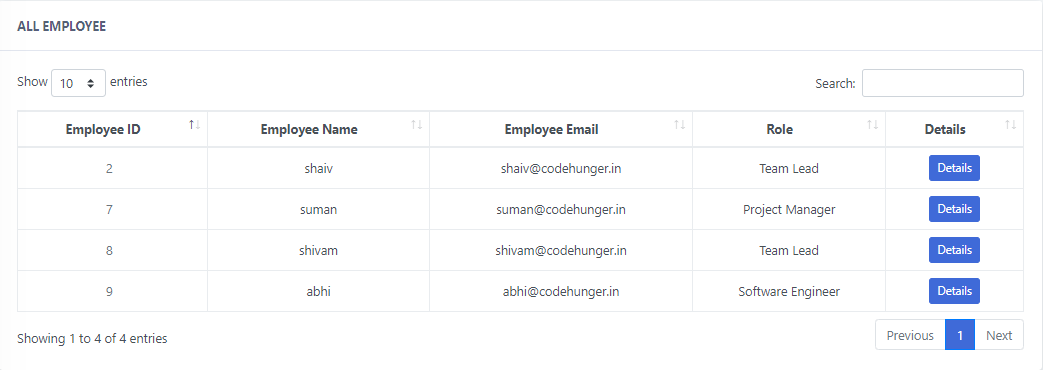 ALL EMPLOYEE
Show 10 entries Search:
Employee ID Employee Name Employee Email Role Details
2 shaiv shaiv@codehunger.in Team Lead Details
7 suman suman@codehunger.in Project Manager Details
8 shivam shivam@codehunger.in Team Lead Details
9 abhi abhi@codehunger.in Software Engineer Details
Showing 1 to 4 of 4 entries Previous 1 Next